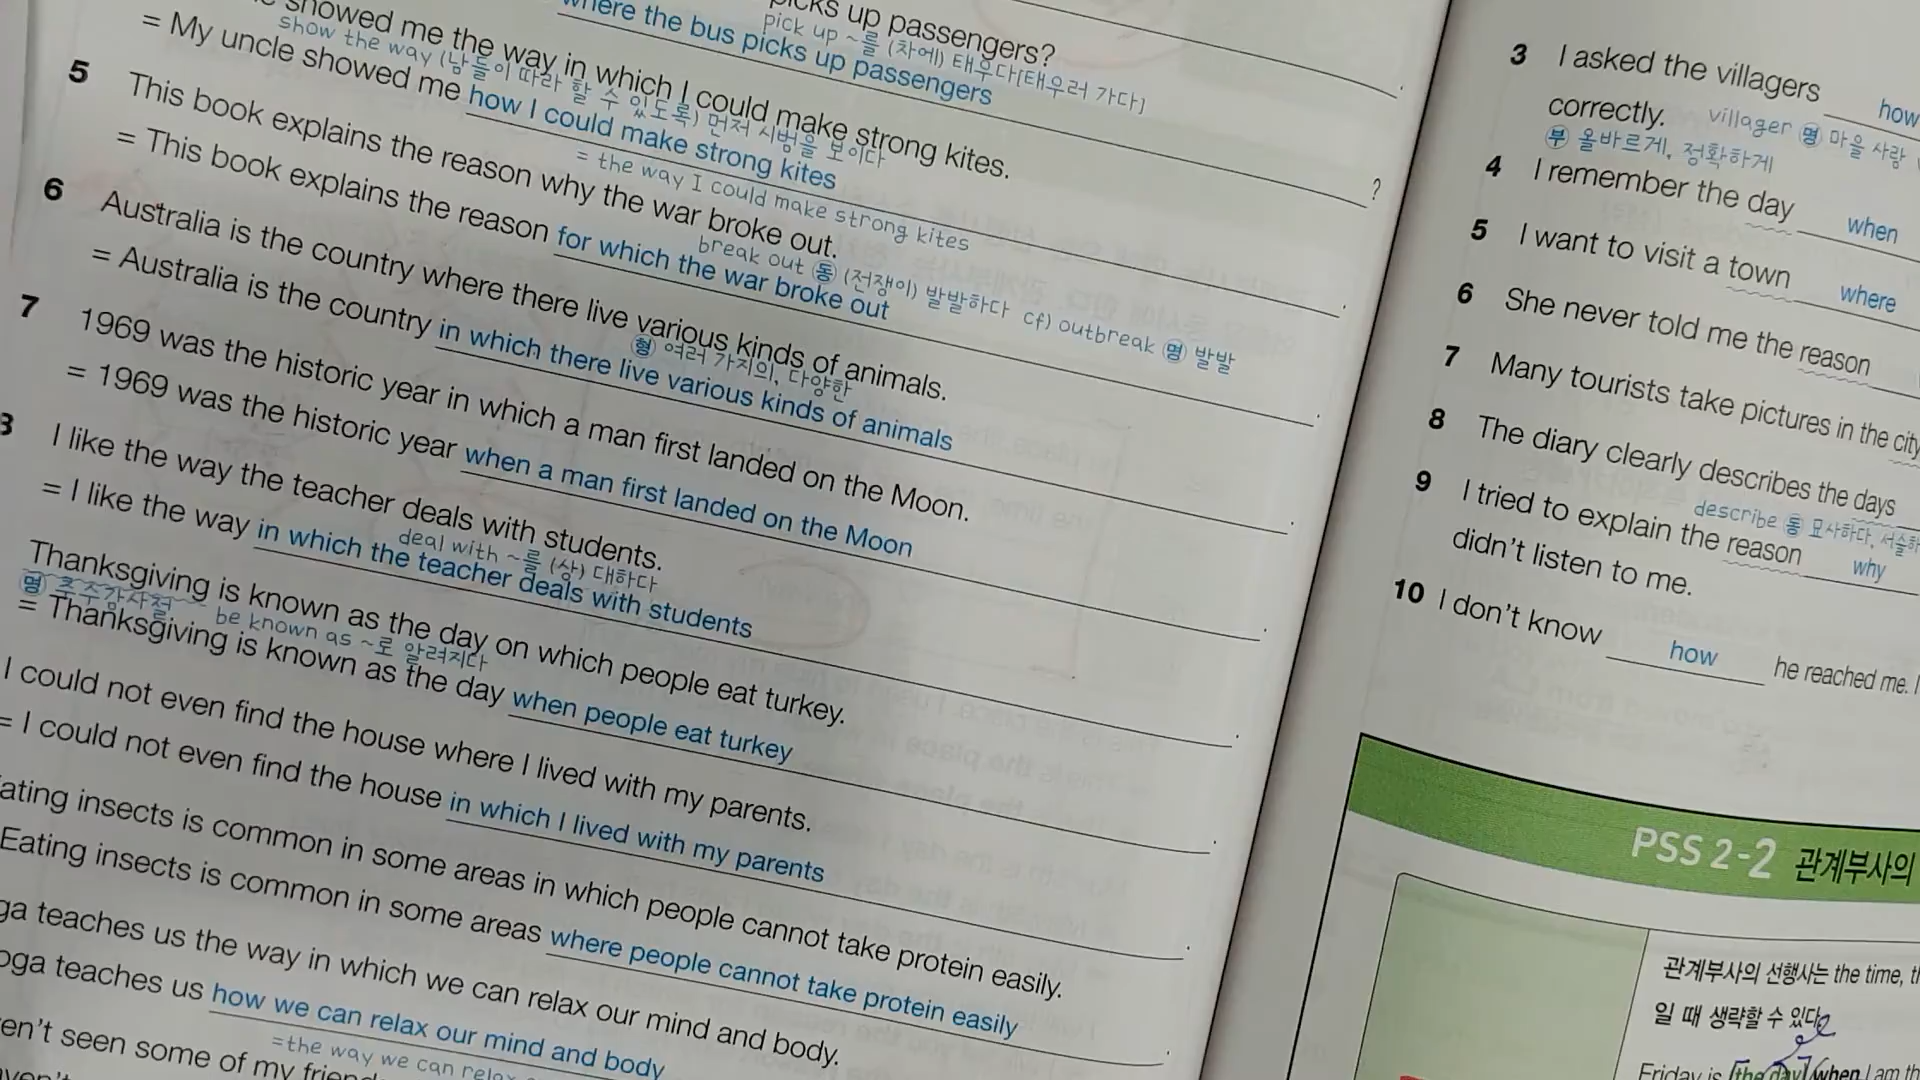 picks up passengers?
pick up ~를 (차에) 태우다[태우러 가다]
where the bus picks up passengers
showed me the way in which I could make strong kites.
show the way (남들이 따라 할 수 있도록) 먼저 시범을 보이다
= My uncle showed me how I could make strong kites
= the way I could make strong kites
?
5 This book explains the reason why the war broke out.
break out 동 (전쟁이) 발발하다 cf) outbreak 명 발발
= This book explains the reason for which the war broke out.
6 Australia is the country where there live various kinds of animals.
형 여러 가지의, 다양한
= Australia is the country in which there live various kinds of animals.
7 1969 was the historic year in which a man first landed on the Moon.
= 1969 was the historic year when a man first landed on the Moon.
I like the way the teacher deals with students.
deal with ~를 (상) 대하다
= I like the way in which the teacher deals with students.
Thanksgiving is known as the day on which people eat turkey.
명 추수감사절 be known as ~로 알려지다
= Thanksgiving is known as the day when people eat turkey.
I could not even find the house where I lived with my parents.
= I could not even find the house in which I lived with my parents.
ating insects is common in some areas in which people cannot take protein easily.
Eating insects is common in some areas where people cannot take protein easily.
ga teaches us the way in which we can relax our mind and body.
oga teaches us how we can relax our mind and body
=the way we can relax
en't seen some of my
3 I asked the villagers how
correctly. villager 명 마을 사람
부 올바르게, 정확하게
4 I remember the day when
5 I want to visit a town where
6 She never told me the reason
7 Many tourists take pictures in the city
8 The diary clearly describes the days
describe 동 묘사하다,
9 I tried to explain the reason why
didn't listen to me.
10 I don't know how he reached me.
PSS 2-2 관계부사의
관계부사의 선행사는 the time,
일 때 생략할 수 있다.
Friday is [the day] (when I am